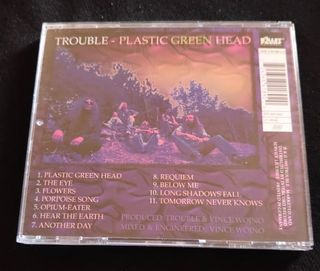 TROUBLE - PLASTIC GREEN HEAD
1. PLASTIC GREEN HEAD
2. THE EYE
3. FLOWERS
4. PORPOISE SONG
5. OPIUM-EATER
6. HEAR THE EARTH
7. ANOTHER DAY
8. REQUIEM
9. BELOW ME
10. LONG SHADOWS FALL
11. TOMORROW NEVER KNOWS
PRODUCED: TROUBLE & VINCE WOJNO
MIXED & ENGINEERED: VINCE WOJNO